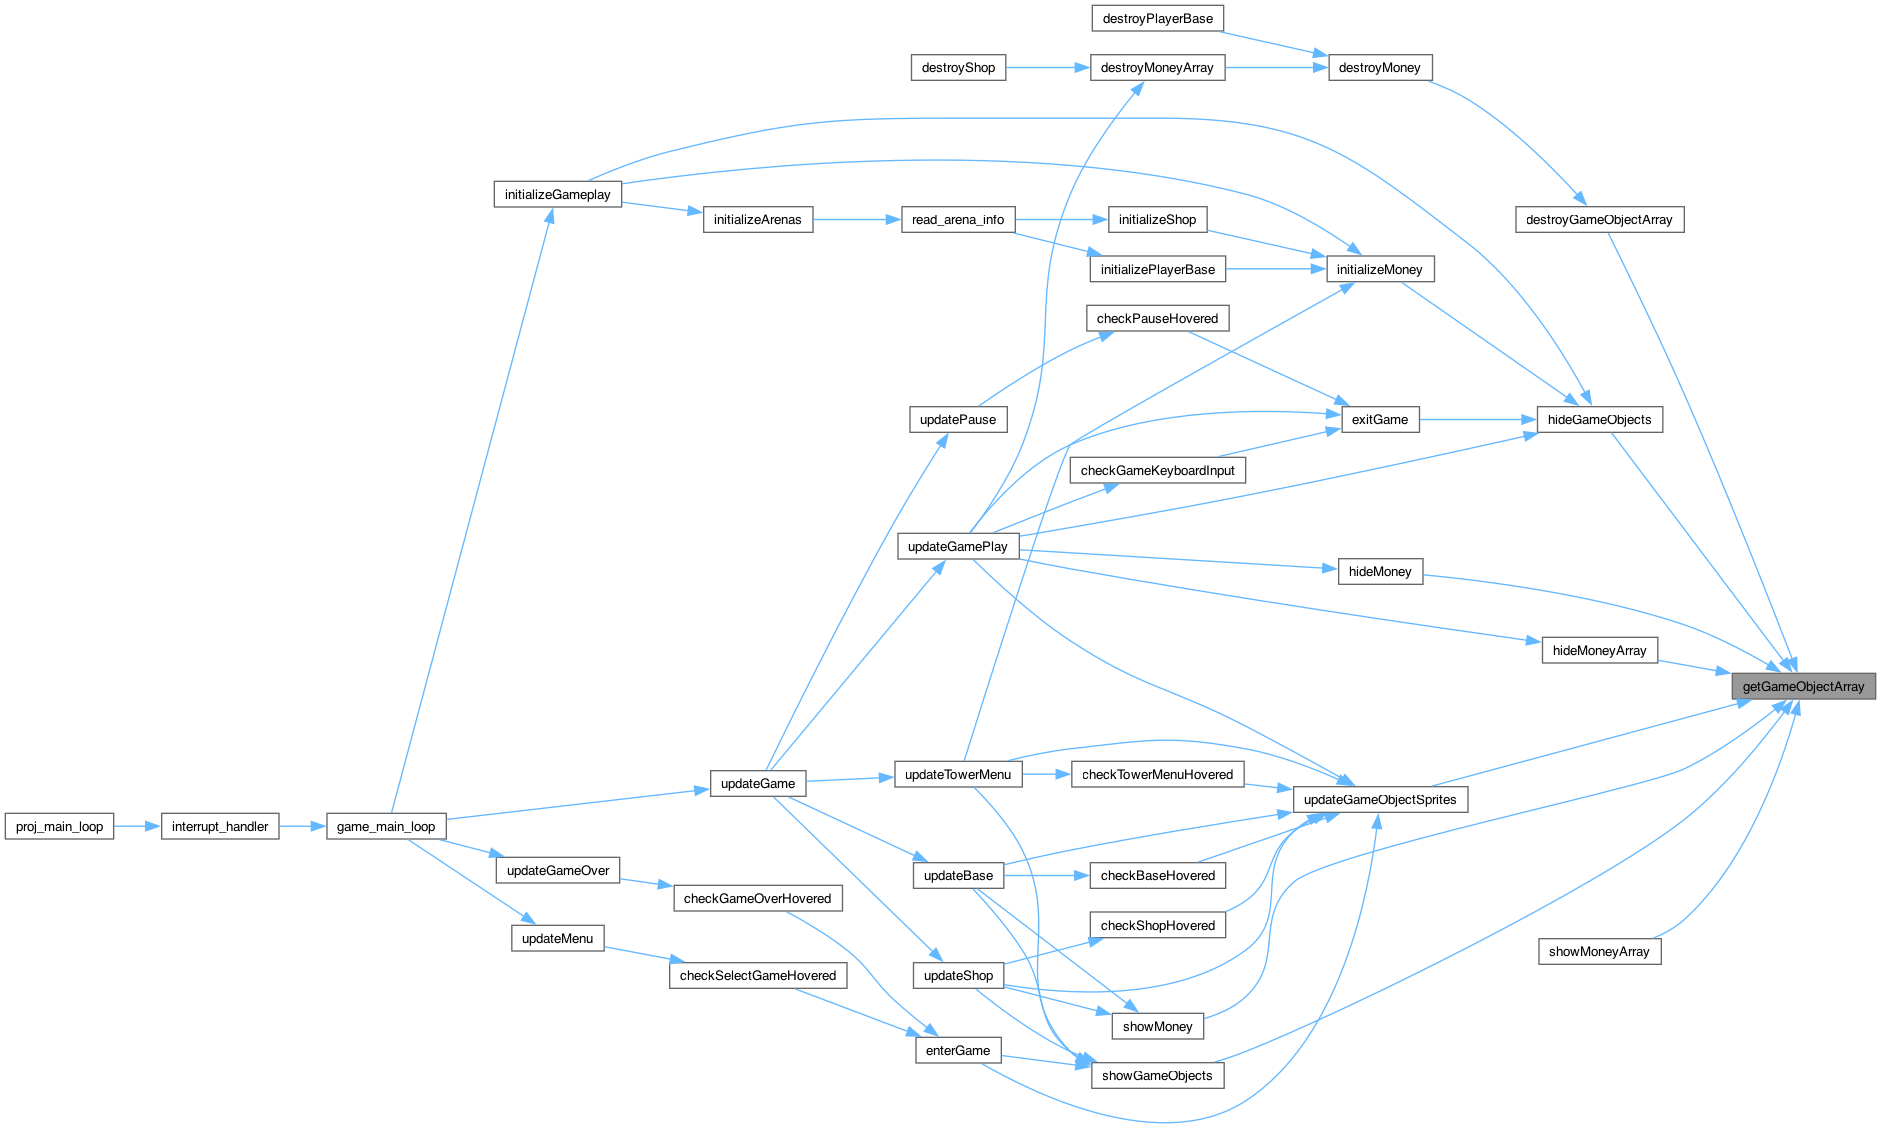 destroyPlayerBase
destroyShop
destroyMoneyArray
destroyMoney
initializeGameplay
initializeArenas
read_arena_info
initializeShop
destroyGameObjectArray
initializePlayerBase
initializeMoney
checkPauseHovered
updatePause
exitGame
hideGameObjects
checkGameKeyboardInput
updateGamePlay
hideMoney
hideMoneyArray
getGameObjectArray
updateGame
updateTowerMenu
checkTowerMenuHovered
updateGameObjectSprites
proj_main_loop
interrupt_handler
game_main_loop
updateGameOver
updateBase
checkBaseHovered
checkGameOverHovered
checkShopHovered
updateMenu
showMoneyArray
checkSelectGameHovered
updateShop
showMoney
enterGame
showGameObjects